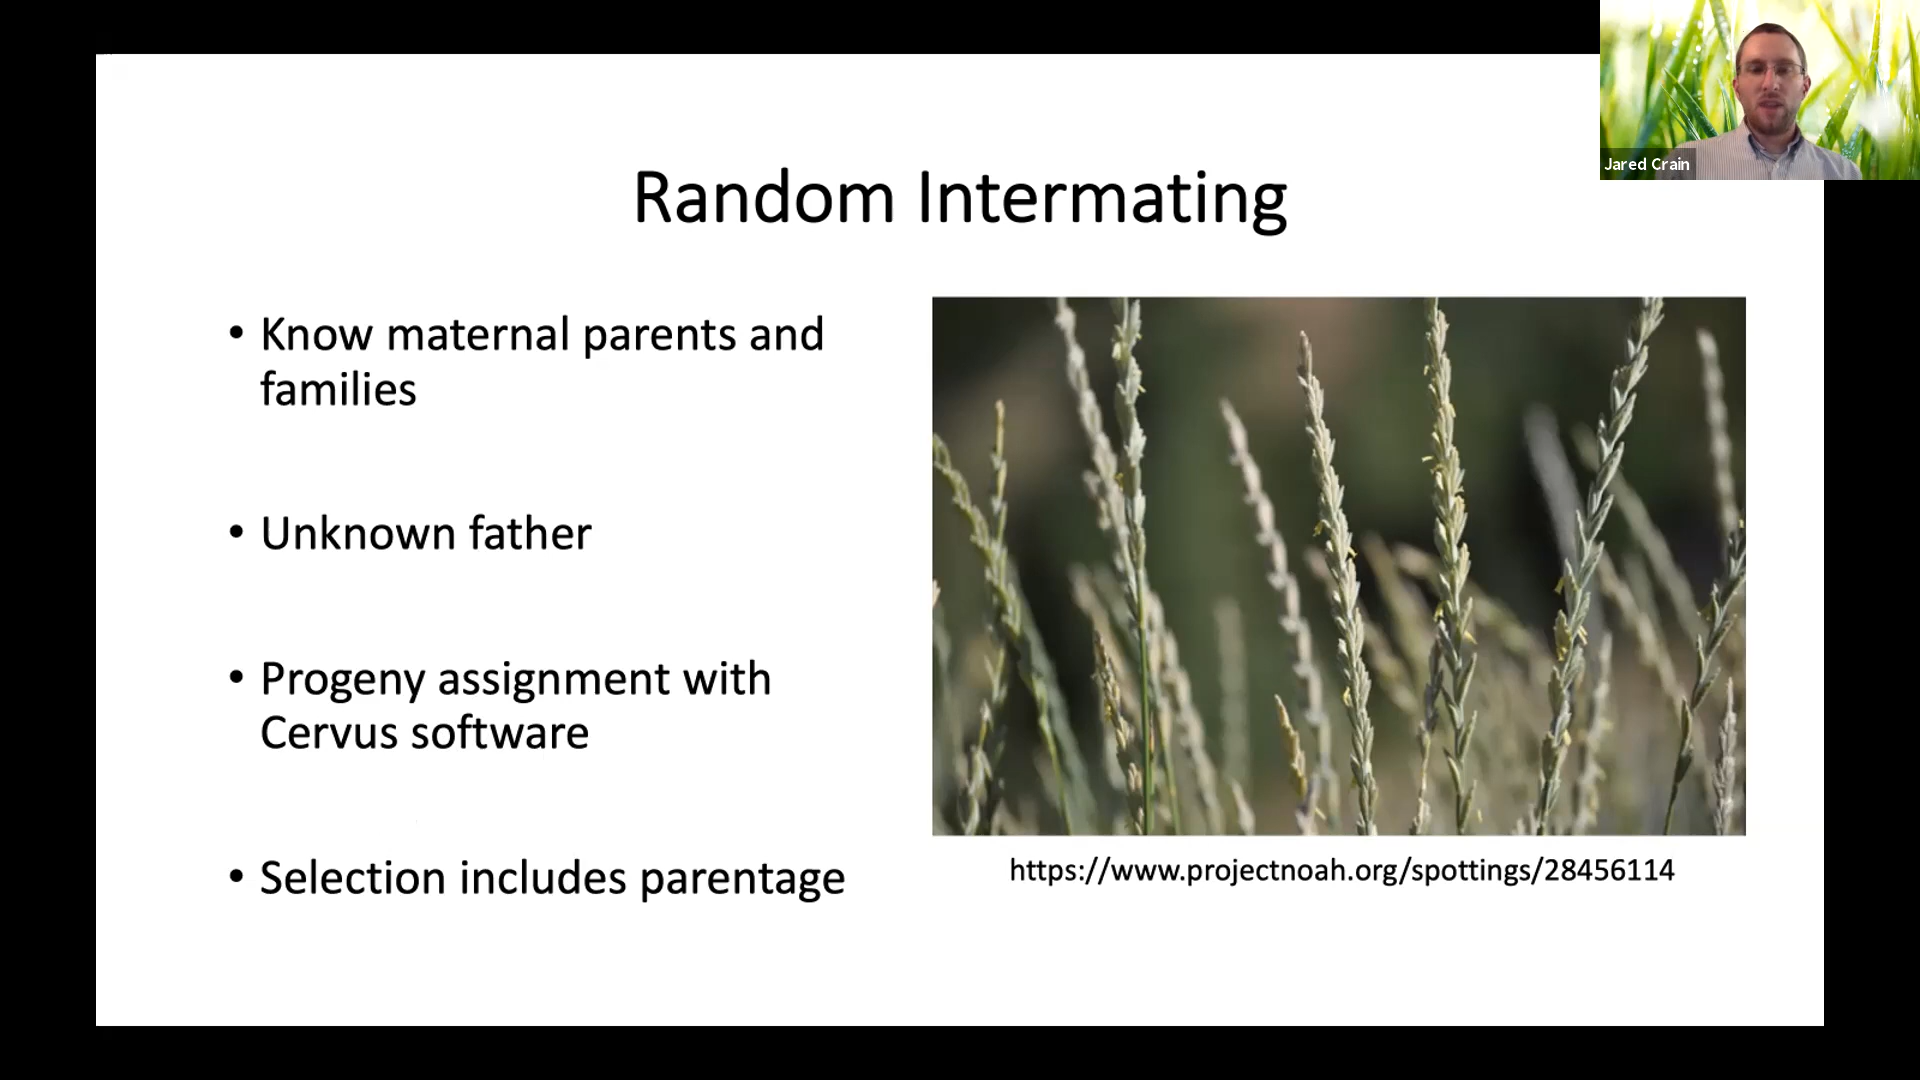 Jared Crain
Random Intermating
• Know maternal parents and
families
• Unknown father
• Progeny assignment with
Cervus software
• Selection includes parentage
https://www.projectnoah.org/spottings/28456114